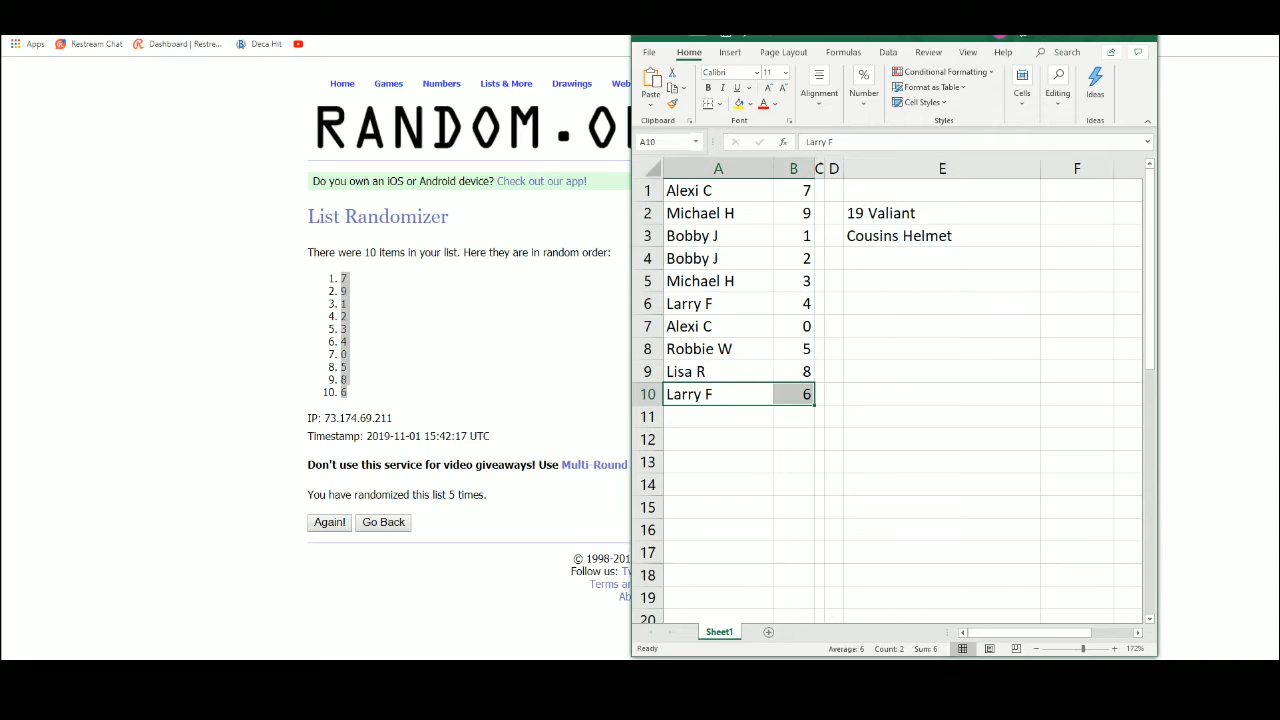 Apps Restream Chat Dashboard | Restre... Deca Hit
Home Games Numbers Lists & More Drawings Web
RANDOM.O
Do you own an iOS or Android device? Check out our app!
List Randomizer
There were 10 items in your list. Here they are in random order:
1. 7
2. 9
3. 1
4. 2
5. 3
6. 4
7. 0
8. 5
9. 8
10. 6
IP: 73.174.69.211
Timestamp: 2019-11-01 15:42:17 UTC
Don't use this service for video giveaways! Use Multi-Round
You have randomized this list 5 times.
Again! Go Back
© 1998-201
Follow us: Tw
Terms an
Ab
File Home Insert Page Layout Formulas Data Review View Help Search
Paste
Calibri 11
B I U A
Alignment
%
Number
Conditional Formatting
Format as Table
Cell Styles
Cells
Editing
Ideas
Clipboard Font Styles Ideas
A10 fx Larry F
A B C D E F
1 Alexi C 7
2 Michael H 9 19 Valiant
3 Bobby J 1 Cousins Helmet
4 Bobby J 2
5 Michael H 3
6 Larry F 4
7 Alexi C 0
8 Robbie W 5
9 Lisa R 8
10 Larry F 6
11
12
13
14
15
16
17
18
19
20
Sheet1
Ready Average: 6 Count: 2 Sum: 6 172%